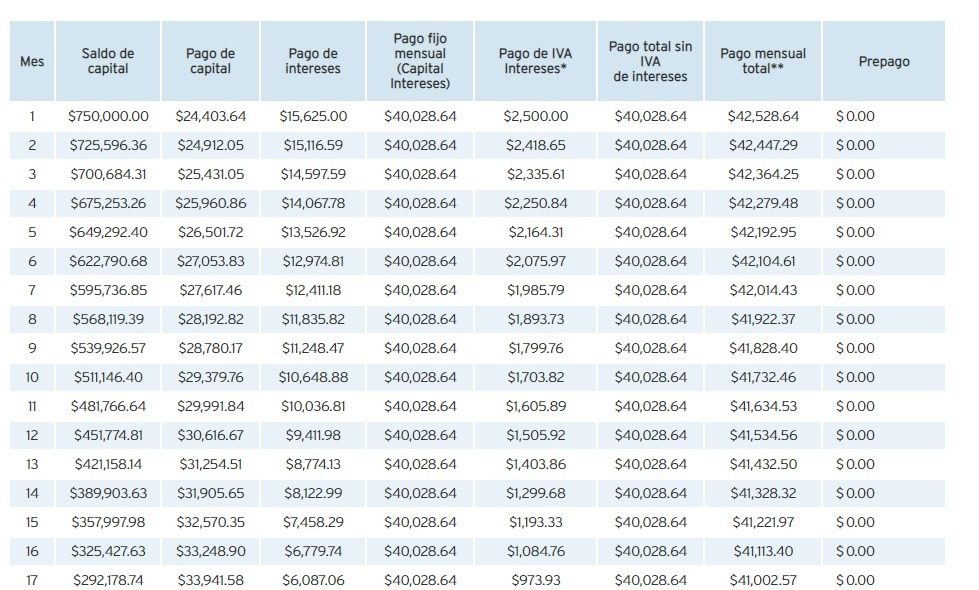 Mes Saldo de capital Pago de capital Pago de intereses Pago fijo mensual (Capital Intereses) Pago de IVA Intereses* Pago total sin IVA de intereses Pago mensual total** Prepago
1 $750,000.00 $24,403.64 $15,625.00 $40,028.64 $2,500.00 $40,028.64 $42,528.64 $ 0.00
2 $725,596.36 $24,912.05 $15,116.59 $40,028.64 $2,418.65 $40,028.64 $42,447.29 $ 0.00
3 $700,684.31 $25,431.05 $14,597.59 $40,028.64 $2,335.61 $40,028.64 $42,364.25 $ 0.00
4 $675,253.26 $25,960.86 $14,067.78 $40,028.64 $2,250.84 $40,028.64 $42,279.48 $ 0.00
5 $649,292.40 $26,501.72 $13,526.92 $40,028.64 $2,164.31 $40,028.64 $42,192.95 $ 0.00
6 $622,790.68 $27,053.83 $12,974.81 $40,028.64 $2,075.97 $40,028.64 $42,104.61 $ 0.00
7 $595,736.85 $27,617.46 $12,411.18 $40,028.64 $1,985.79 $40,028.64 $42,014.43 $ 0.00
8 $568,119.39 $28,192.82 $11,835.82 $40,028.64 $1,893.73 $40,028.64 $41,922.37 $ 0.00
9 $539,926.57 $28,780.17 $11,248.47 $40,028.64 $1,799.76 $40,028.64 $41,828.40 $ 0.00
10 $511,146.40 $29,379.76 $10,648.88 $40,028.64 $1,703.82 $40,028.64 $41,732.46 $ 0.00
11 $481,766.64 $29,991.84 $10,036.81 $40,028.64 $1,605.89 $40,028.64 $41,634.53 $ 0.00
12 $451,774.81 $30,616.67 $9,411.98 $40,028.64 $1,505.92 $40,028.64 $41,534.56 $ 0.00
13 $421,158.14 $31,254.51 $8,774.13 $40,028.64 $1,403.86 $40,028.64 $41,432.50 $ 0.00
14 $389,903.63 $31,905.65 $8,122.99 $40,028.64 $1,299.68 $40,028.64 $41,328.32 $ 0.00
15 $357,997.98 $32,570.35 $7,458.29 $40,028.64 $1,193.33 $40,028.64 $41,221.97 $ 0.00
16 $325,427.63 $33,248.90 $6,779.74 $40,028.64 $1,084.76 $40,028.64 $41,113.40 $ 0.00
17 $292,178.74 $33,941.58 $6,087.06 $40,028.64 $973.93 $40,028.64 $41,002.57 $ 0.00